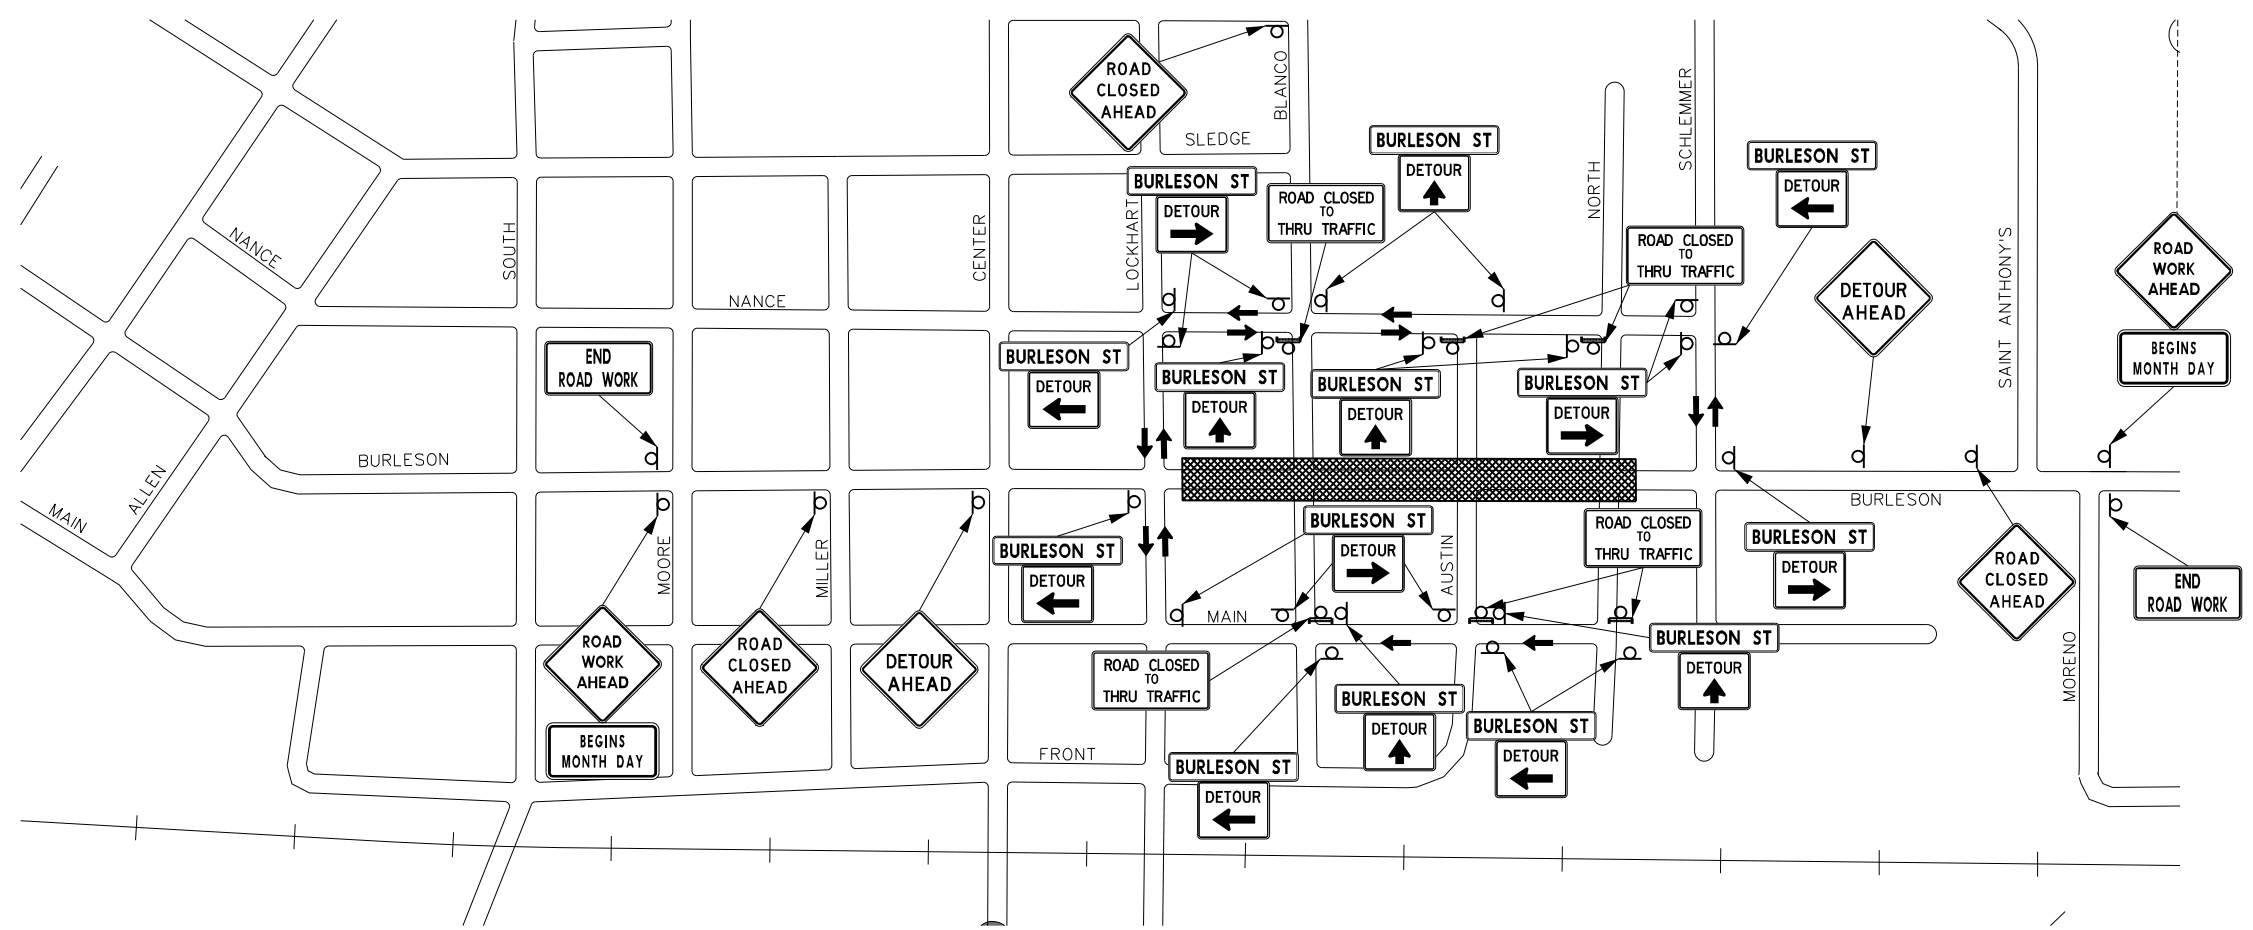 ROAD
CLOSED
AHEAD
BLANCO
SLEDGE
SCHLEMMER
BURLESON ST
DETOUR
BURLESON ST
DETOUR
BURLESON ST
DETOUR
ROAD CLOSED
TO
THRU TRAFFIC
NORTH
ROAD CLOSED
TO
THRU TRAFFIC
NANCE
SOUTH
CENTER
LOCKHART
NANCE
SAINT ANTHONY'S
DETOUR
AHEAD
ROAD
WORK
AHEAD
BEGINS
MONTH DAY
END
ROAD WORK
BURLESON ST
DETOUR
BURLESON ST
DETOUR
BURLESON ST
DETOUR
BURLESON ST
DETOUR
BURLESON
ALLEN
MAIN
BURLESON
MOORE
MILLER
BURLESON ST
DETOUR
BURLESON ST
DETOUR
AUSTIN
ROAD CLOSED
TO
THRU TRAFFIC
BURLESON ST
DETOUR
ROAD
CLOSED
AHEAD
END
ROAD WORK
MAIN
ROAD
WORK
AHEAD
BEGINS
MONTH DAY
ROAD
CLOSED
AHEAD
DETOUR
AHEAD
ROAD CLOSED
TO
THRU TRAFFIC
BURLESON ST
DETOUR
MORENO
BURLESON ST
DETOUR
BURLESON ST
DETOUR
FRONT
BURLESON ST
DETOUR